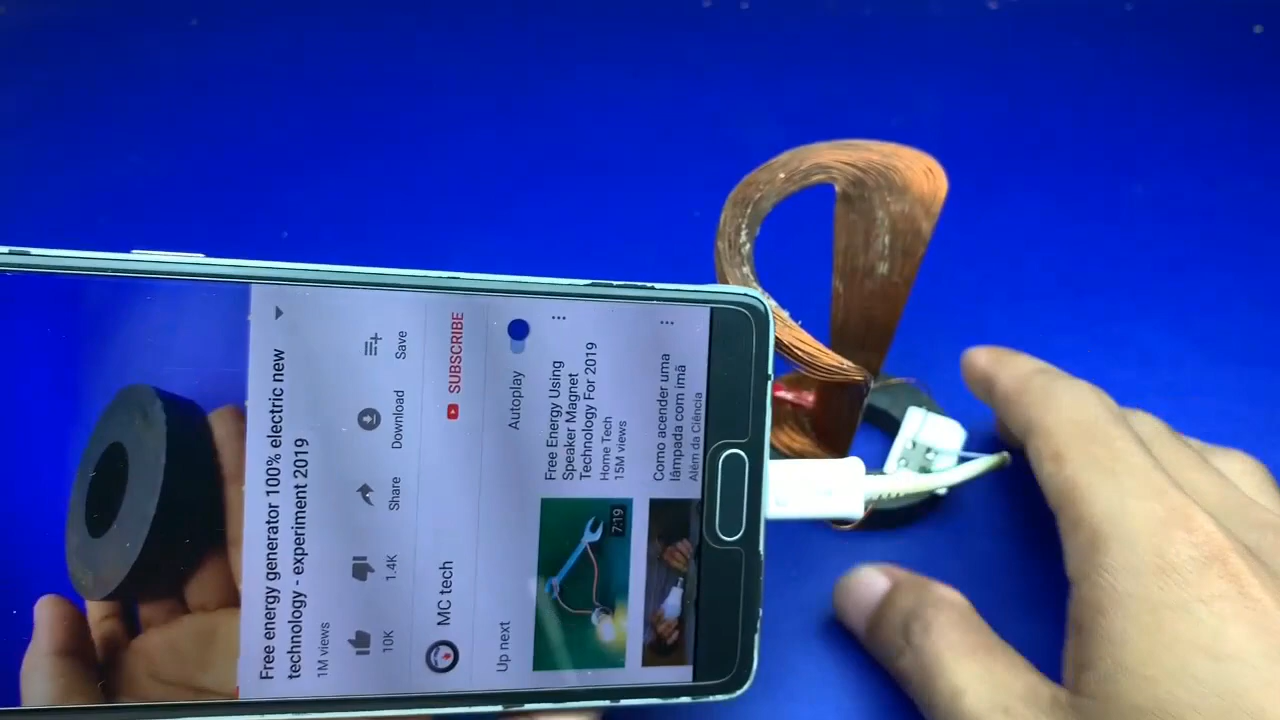 Free energy generator 100% electric new
technology - experiment 2019
1M views
10K
1.4K
Share
Download
Save
MC tech
SUBSCRIBE
Up next
Autoplay
7:19
Free Energy Using
Speaker Magnet
Technology For 2019
Home Tech
15M views
Como acender uma
lâmpada com imã
Além da Ciência